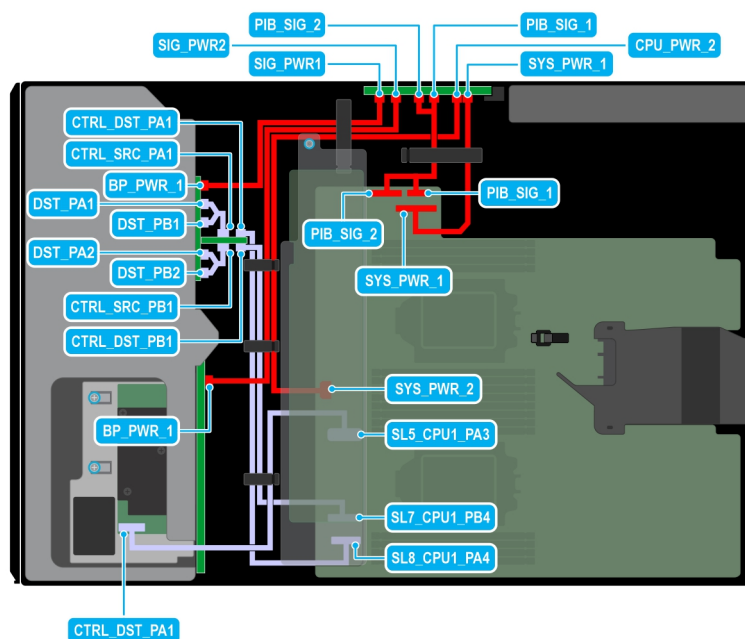 PIB_SIG_2
PIB_SIG_1
SIG_PWR2
CPU_PWR_2
SIG_PWR1
SYS_PWR_1
CTRL_DST_PA1
CTRL_SRC_PA1
BP_PWR_1
DST_PA1
DST_PB1
DST_PA2
DST_PB2
CTRL_SRC_PB1
CTRL_DST_PB1
PIB_SIG_1
PIB_SIG_2
SYS_PWR_1
SYS_PWR_2
BP_PWR_1
SL5_CPU1_PA3
SL7_CPU1_PB4
SL8_CPU1_PA4
CTRL_DST_PA1